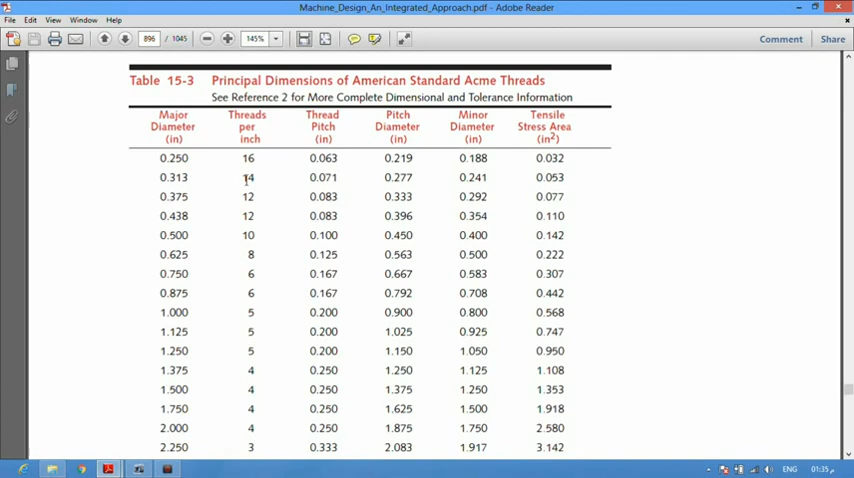 Machine_Design_An_Integrated_Approach.pdf - Adobe Reader
File Edit View Window Help
896 / 1045 145% Comment Share
Table 15-3 Principal Dimensions of American Standard Acme Threads
See Reference 2 for More Complete Dimensional and Tolerance Information
Major Threads Thread Pitch Minor Tensile
Diameter per Pitch Diameter Diameter Stress Area
(in) inch (in) (in) (in) (in²)
0.250 16 0.063 0.219 0.188 0.032
0.313 14 0.071 0.277 0.241 0.053
0.375 12 0.083 0.333 0.292 0.077
0.438 12 0.083 0.396 0.354 0.110
0.500 10 0.100 0.450 0.400 0.142
0.625 8 0.125 0.563 0.500 0.222
0.750 6 0.167 0.667 0.583 0.307
0.875 6 0.167 0.792 0.708 0.442
1.000 5 0.200 0.900 0.800 0.568
1.125 5 0.200 1.025 0.925 0.747
1.250 5 0.200 1.150 1.050 0.950
1.375 4 0.250 1.250 1.125 1.108
1.500 4 0.250 1.375 1.250 1.353
1.750 4 0.250 1.625 1.500 1.918
2.000 4 0.250 1.875 1.750 2.580
2.250 3 0.333 2.083 1.917 3.142
ENG 01:35 م